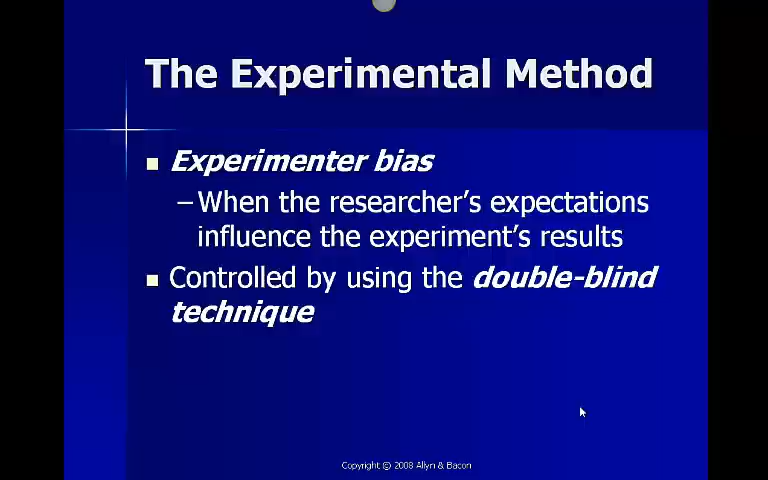 The Experimental Method
■ Experimenter bias
–When the researcher's expectations
influence the experiment's results
■ Controlled by using the double-blind
technique
Copyright © 2008 Allyn & Bacon